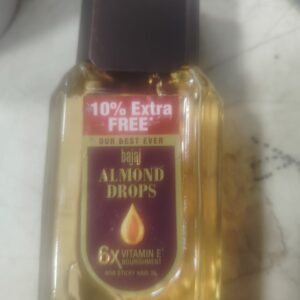 10% Extra
FREE*
OUR BEST EVER
bajaj
ALMOND
DROPS
6X VITAMIN E*
NOURISHMENT
NON STICKY HAIR OIL